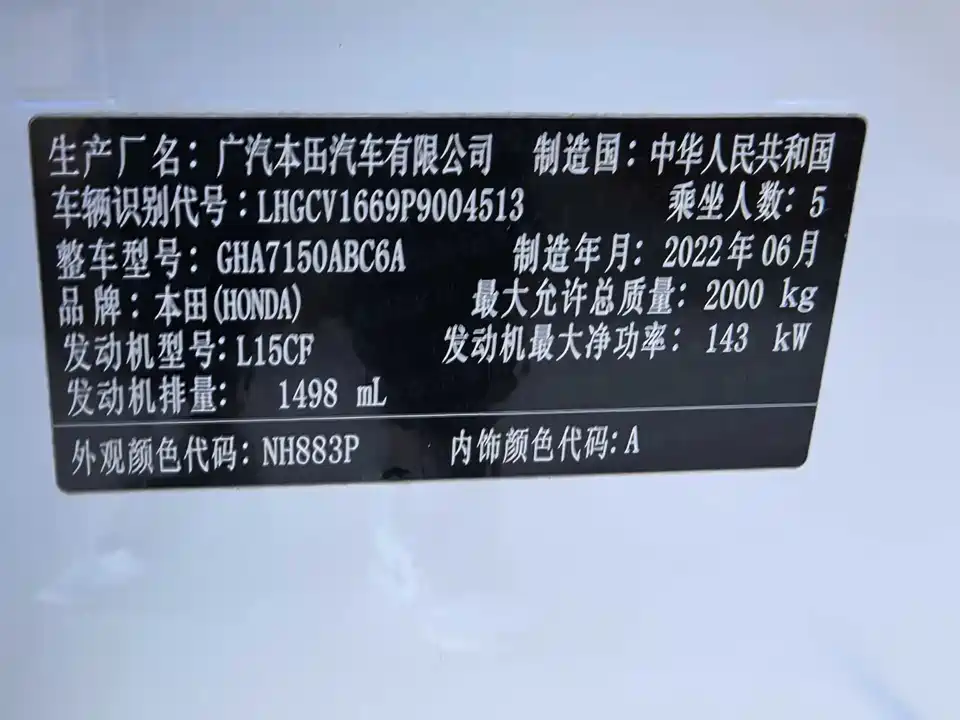 生产厂名：广汽本田汽车有限公司 制造国：中华人民共和国
车辆识别代号：LHGCV1669P9004513 乘坐人数：5
整车型号：GHA7150ABC6A 制造年月：2022年06月
品牌：本田(HONDA) 最大允许总质量：2000 kg
发动机型号：L15CF 发动机最大净功率：143 kW
发动机排量：1498 mL
外观颜色代码：NH883P 内饰颜色代码：A